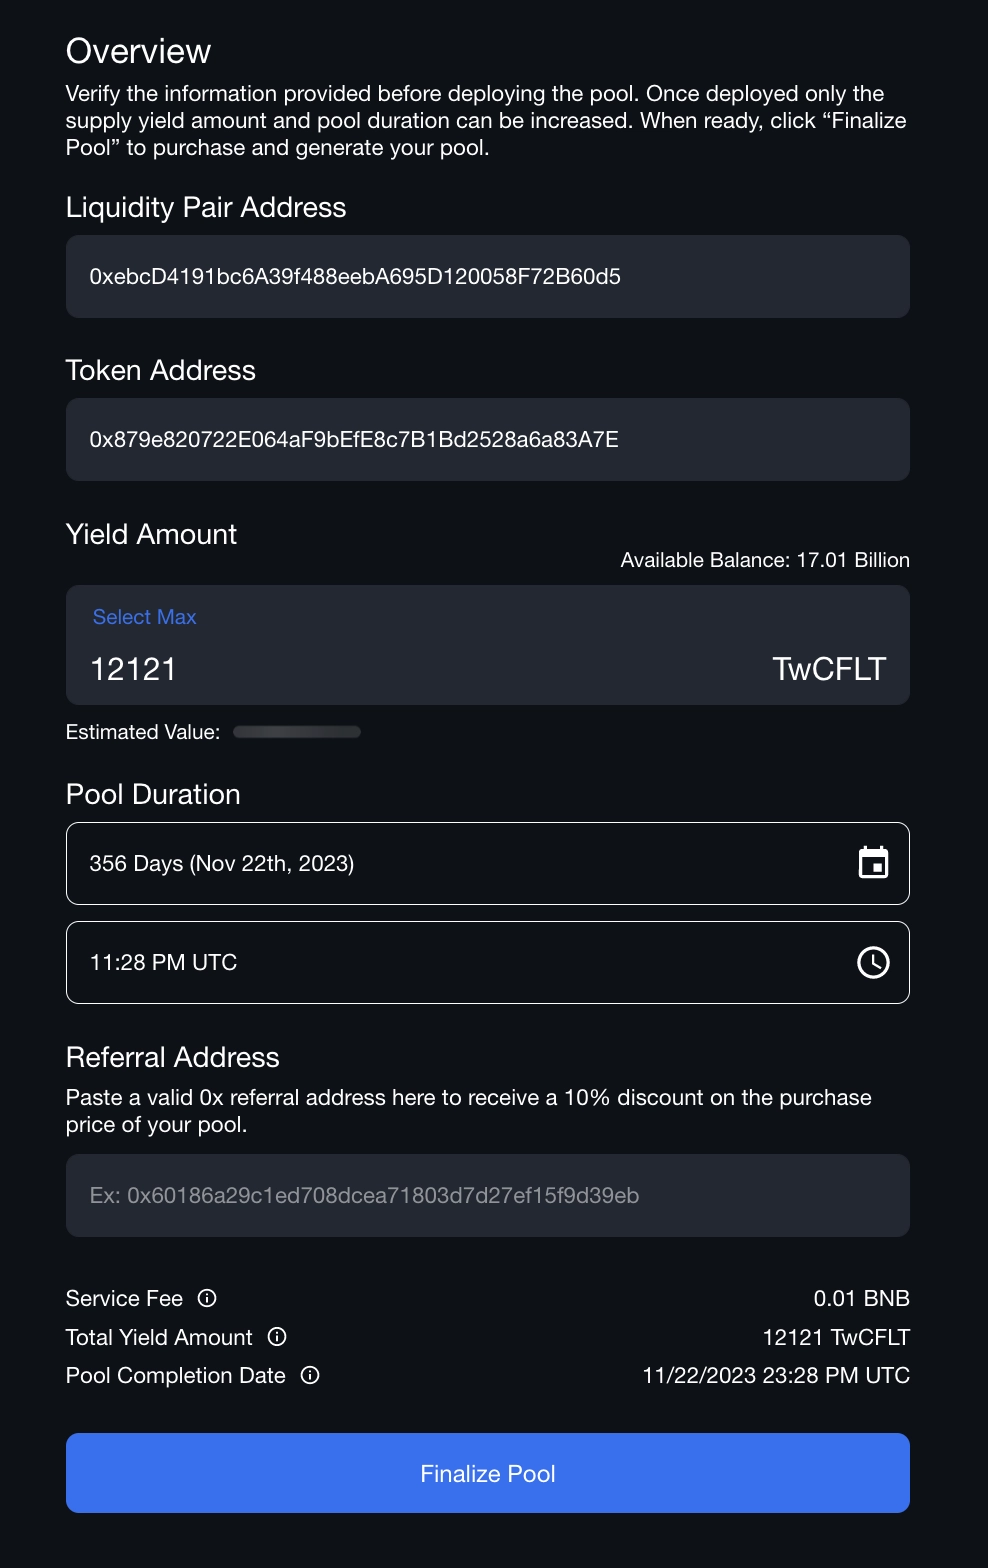 Overview
Verify the information provided before deploying the pool. Once deployed only the
supply yield amount and pool duration can be increased. When ready, click “Finalize
Pool” to purchase and generate your pool.
Liquidity Pair Address
0xebcD4191bc6A39f488eebA695D120058F72B60d5
Token Address
0x879e820722E064aF9bEfE8c7B1Bd2528a6a83A7E
Yield Amount
Available Balance: 17.01 Billion
Select Max
12121 TwCFLT
Estimated Value:
Pool Duration
356 Days (Nov 22th, 2023)
11:28 PM UTC
Referral Address
Paste a valid 0x referral address here to receive a 10% discount on the purchase
price of your pool.
Ex: 0x60186a29c1ed708dcea71803d7d27ef15f9d39eb
Service Fee 0.01 BNB
Total Yield Amount 12121 TwCFLT
Pool Completion Date 11/22/2023 23:28 PM UTC
Finalize Pool